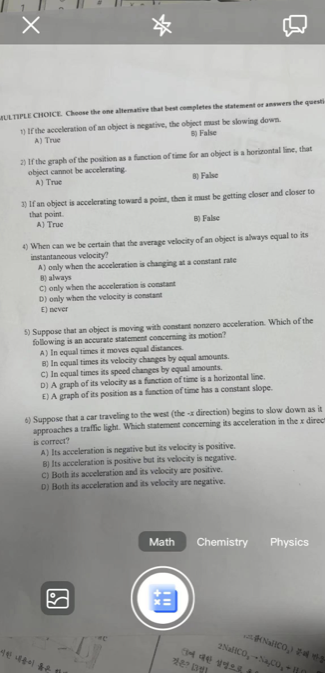 MULTIPLE CHOICE. Choose the one alternative that best completes the statement or answers the questi
1) If the acceleration of an object is negative, the object must be slowing down.
A) True B) False
2) If the graph of the position as a function of time for an object is a horizontal line, that
object cannot be accelerating.
A) True B) False
3) If an object is accelerating toward a point, then it must be getting closer and closer to
that point.
A) True B) False
4) When can we be certain that the average velocity of an object is always equal to its
instantaneous velocity?
A) only when the acceleration is changing at a constant rate
B) always
C) only when the acceleration is constant
D) only when the velocity is constant
E) never
5) Suppose that an object is moving with constant nonzero acceleration. Which of the
following is an accurate statement concerning its motion?
A) In equal times it moves equal distances.
B) In equal times its velocity changes by equal amounts.
C) In equal times its speed changes by equal amounts.
D) A graph of its velocity as a function of time is a horizontal line.
E) A graph of its position as a function of time has a constant slope.
6) Suppose that a car traveling to the west (the -x direction) begins to slow down as it
approaches a traffic light. Which statement concerning its acceleration in the x direc
is correct?
A) Its acceleration is negative but its velocity is positive.
B) Its acceleration is positive but its velocity is negative.
C) Both its acceleration and its velocity are positive.
D) Both its acceleration and its velocity are negative.
Math Chemistry Physics